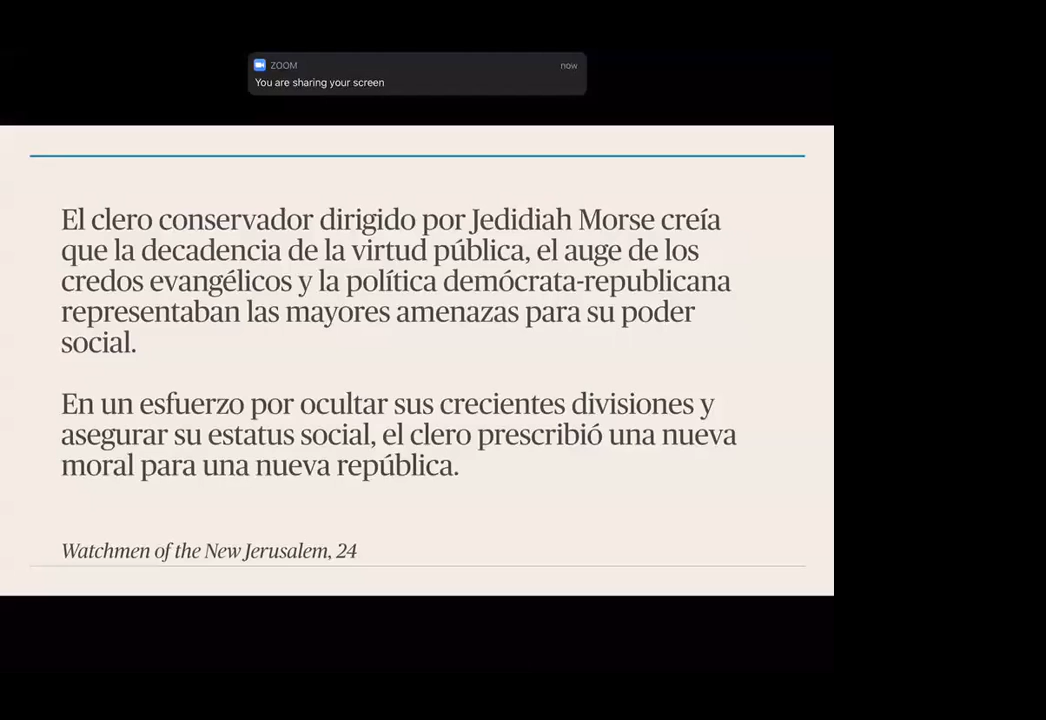 ZOOM now
You are sharing your screen
El clero conservador dirigido por Jedidiah Morse creía
que la decadencia de la virtud pública, el auge de los
credos evangélicos y la política demócrata-republicana
representaban las mayores amenazas para su poder
social.
En un esfuerzo por ocultar sus crecientes divisiones y
asegurar su estatus social, el clero prescribió una nueva
moral para una nueva república.
Watchmen of the New Jerusalem, 24